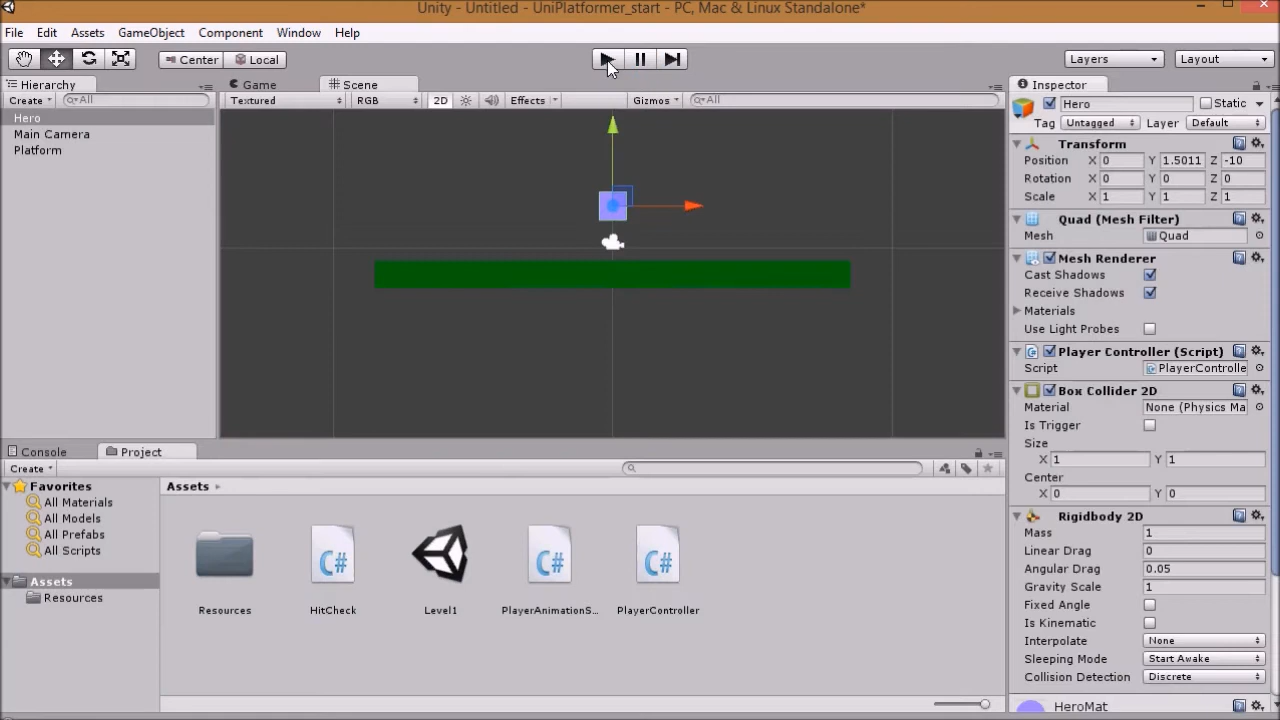 Unity - Untitled - UniPlatformer_start - PC, Mac & Linux Standalone*
File Edit Assets GameObject Component Window Help
Center Local Layers Layout
Hierarchy Game Scene Inspector
Create All Textured RGB 2D Effects Gizmos All
Hero Static
Hero
Tag Untagged Layer Default
Main Camera
Platform
Transform
Position X 0 Y 1.5011 Z -10
Rotation X 0 Y 0 Z 0
Scale X 1 Y 1 Z 1
Quad (Mesh Filter)
Mesh Quad
Mesh Renderer
Cast Shadows
Receive Shadows
Materials
Use Light Probes
Player Controller (Script)
Script PlayerControlle
Box Collider 2D
Material None (Physics Ma
Is Trigger
Size
X 1 Y 1
Center
X 0 Y 0
Rigidbody 2D
Mass 1
Linear Drag 0
Angular Drag 0.05
Gravity Scale 1
Fixed Angle
Is Kinematic
Interpolate None
Sleeping Mode Start Awake
Collision Detection Discrete
HeroMat
Console Project
Create
Favorites
All Materials
All Models
All Prefabs
All Scripts
Assets
Resources
Assets
Resources HitCheck Level1 PlayerAnimationS... PlayerController
C# C# C#